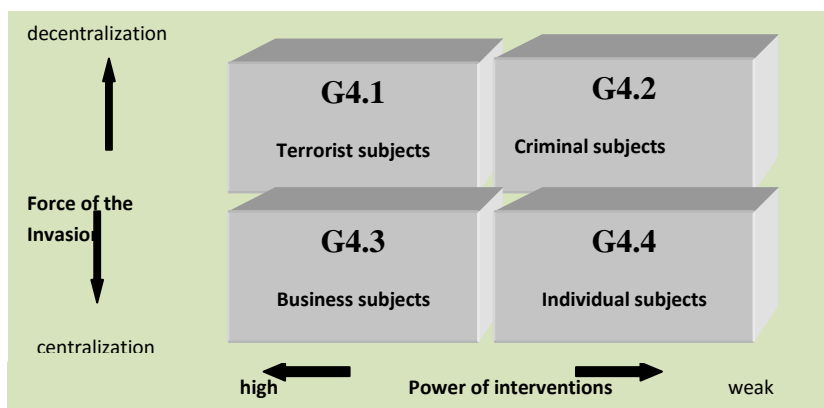 decentralization
G4.1
Terrorist subjects
G4.2
Criminal subjects
Force of the
Invasion
G4.3
Business subjects
G4.4
Individual subjects
centralization
high
Power of interventions
weak